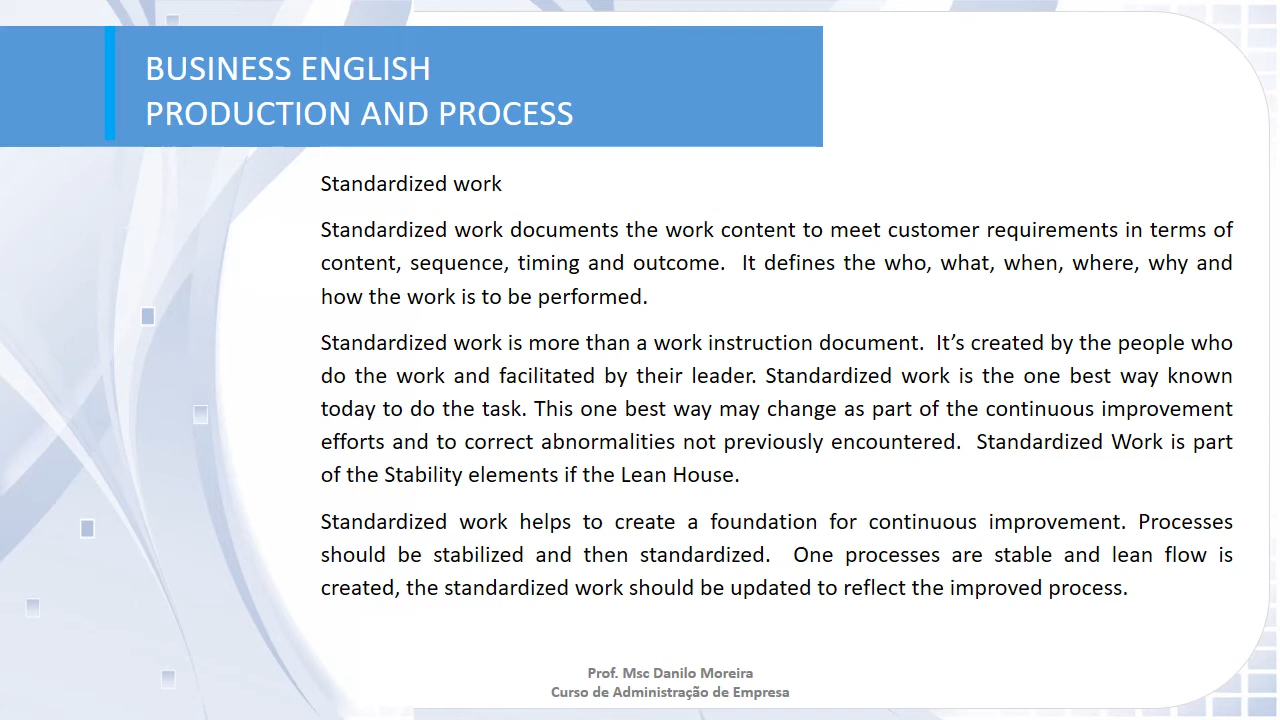 BUSINESS ENGLISH
PRODUCTION AND PROCESS
Standardized work
Standardized work documents the work content to meet customer requirements in terms of
content, sequence, timing and outcome.  It defines the who, what, when, where, why and
how the work is to be performed.
Standardized work is more than a work instruction document.  It’s created by the people who
do the work and facilitated by their leader. Standardized work is the one best way known
today to do the task. This one best way may change as part of the continuous improvement
efforts and to correct abnormalities not previously encountered.  Standardized Work is part
of the Stability elements if the Lean House.
Standardized work helps to create a foundation for continuous improvement. Processes
should be stabilized and then standardized.  One processes are stable and lean flow is
created, the standardized work should be updated to reflect the improved process.
Prof. Msc Danilo Moreira
Curso de Administração de Empresa